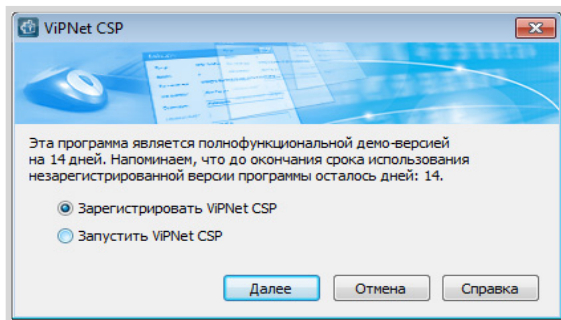 ViPNet CSP
Эта программа является полнофункциональной демо-версией
на 14 дней. Напоминаем, что до окончания срока использования
незарегистрированной версии программы осталось дней: 14.
Зарегистрировать ViPNet CSP
Запустить ViPNet CSP
Далее Отмена Справка